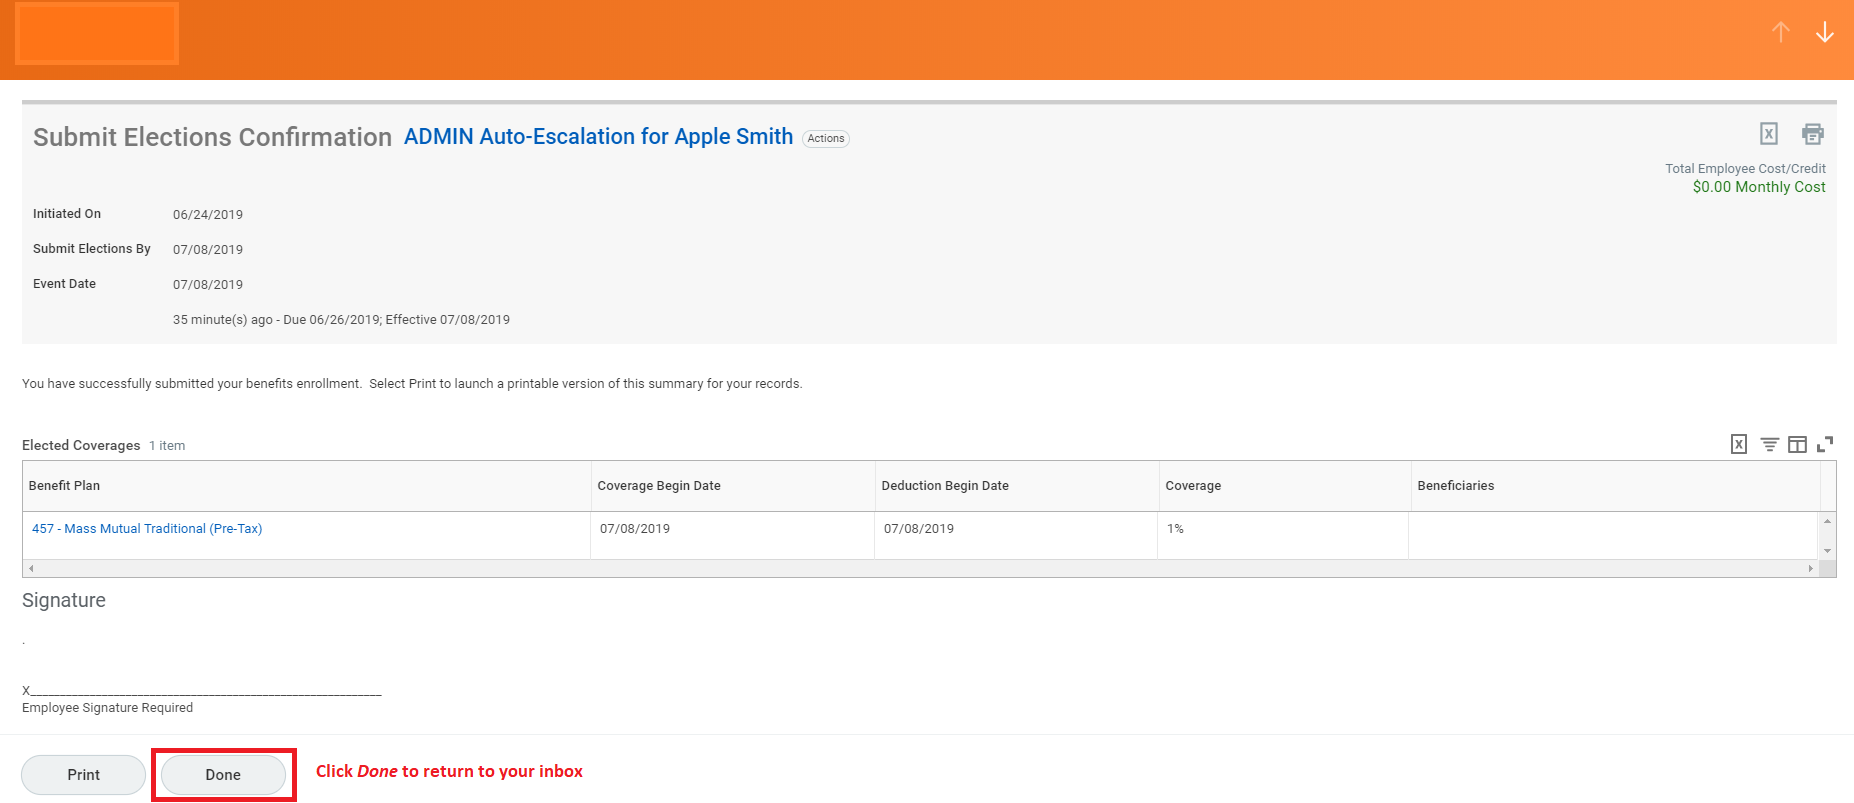 Submit Elections Confirmation ADMIN Auto-Escalation for Apple Smith Actions
Total Employee Cost/Credit
$0.00 Monthly Cost
Initiated On 06/24/2019
Submit Elections By 07/08/2019
Event Date 07/08/2019
35 minute(s) ago - Due 06/26/2019; Effective 07/08/2019
You have successfully submitted your benefits enrollment.  Select Print to launch a printable version of this summary for your records.
Elected Coverages 1 item
Benefit Plan Coverage Begin Date Deduction Begin Date Coverage Beneficiaries
457 - Mass Mutual Traditional (Pre-Tax) 07/08/2019 07/08/2019 1%
Signature
.
X______________________________________________________
Employee Signature Required
Print Done Click Done to return to your inbox